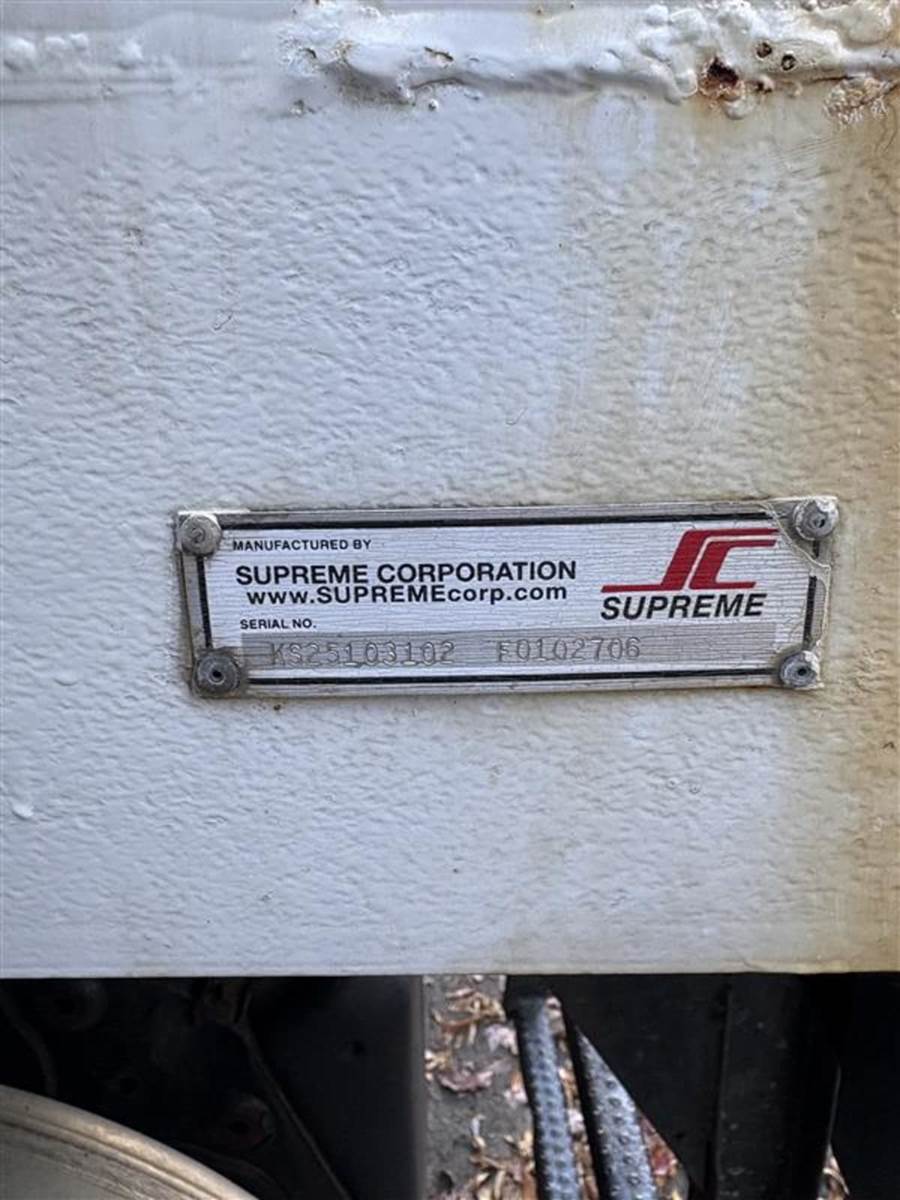 MANUFACTURED BY
SUPREME CORPORATION
www.SUPREMEcorp.com
SC
SUPREME
SERIAL NO.
KS25103102 F0102706